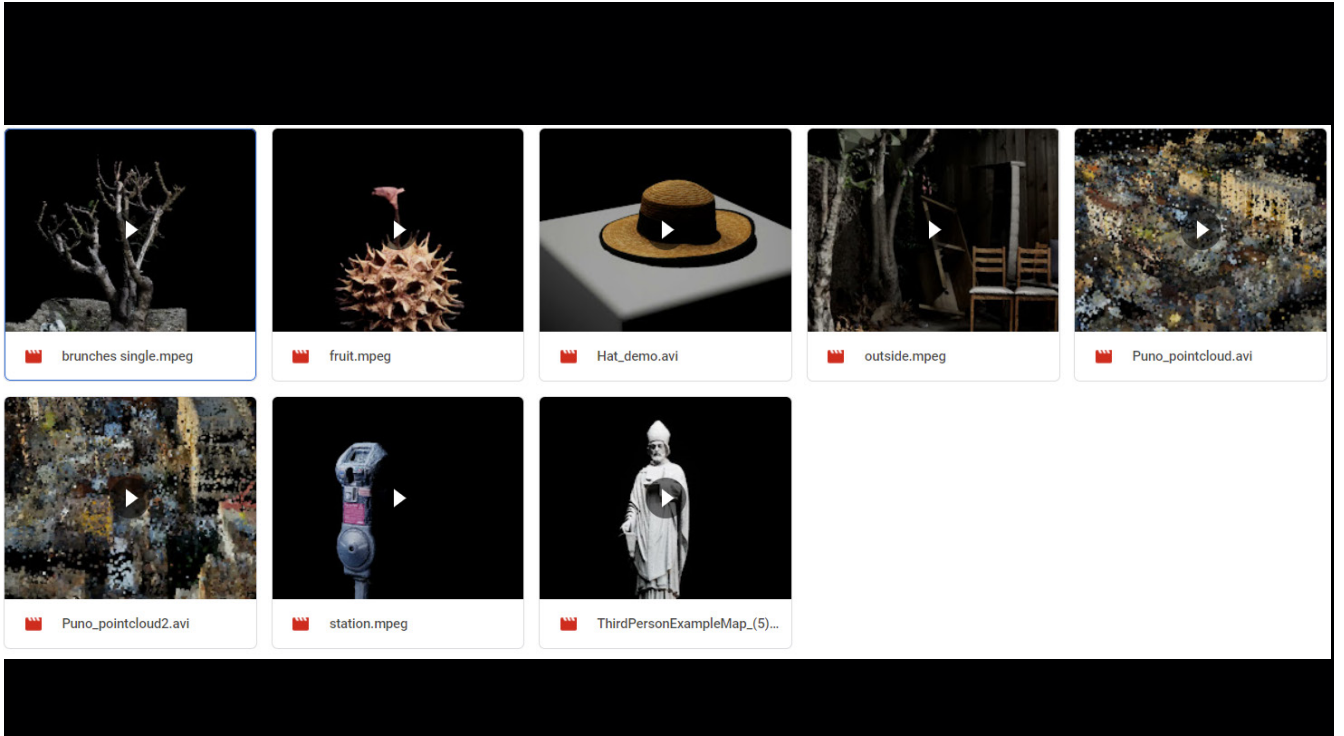 brunches single.mpeg
fruit.mpeg
Hat_demo.avi
outside.mpeg
Puno_pointcloud.avi
Puno_pointcloud2.avi
station.mpeg
ThirdPersonExampleMap_(5)...